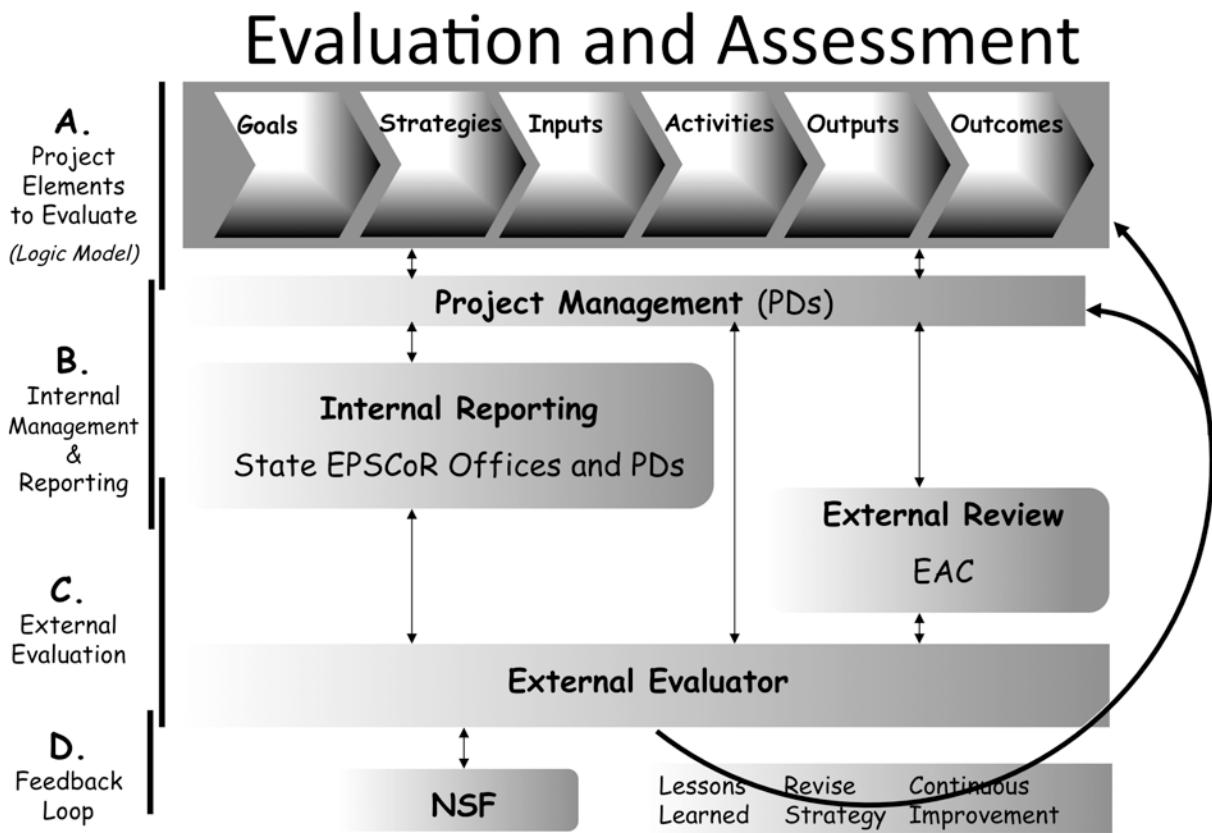 Evaluation and Assessment
A.
Project
Elements
to Evaluate
(Logic Model)
Goals
Strategies
Inputs
Activities
Outputs
Outcomes
Project Management (PDs)
B.
Internal
Management
&
Reporting
Internal Reporting
State EPSCoR Offices and PDs
External Review
EAC
C.
External
Evaluation
External Evaluator
D.
Feedback
Loop
NSF
Lessons Revise Continuous
Learned Strategy Improvement